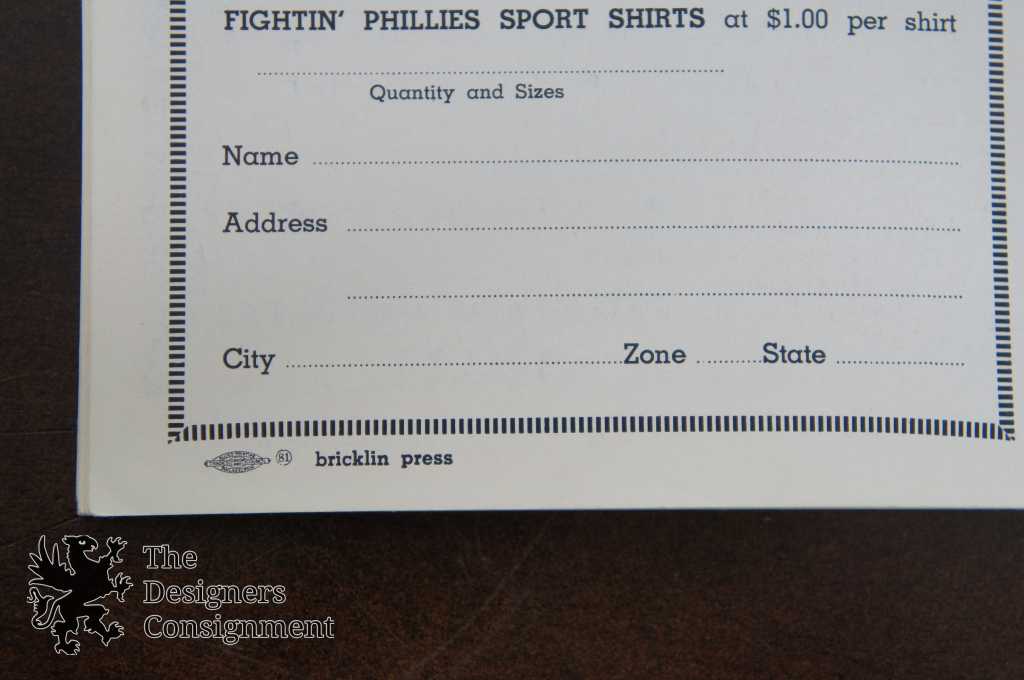 FIGHTIN' PHILLIES SPORT SHIRTS at $1.00 per shirt
Quantity and Sizes
Name
Address
City Zone State
81 bricklin press
The
Designers
Consignment